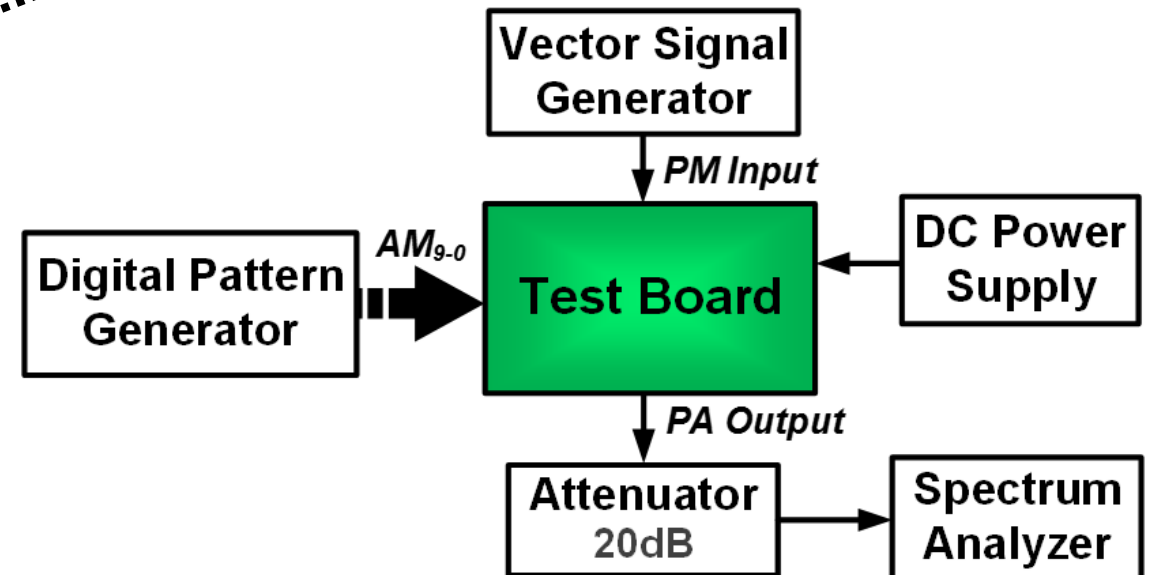 Vector Signal
Generator
PM Input
DC Power
Supply
AM9-0
Digital Pattern
Generator
Test Board
PA Output
Attenuator
20dB
Spectrum
Analyzer